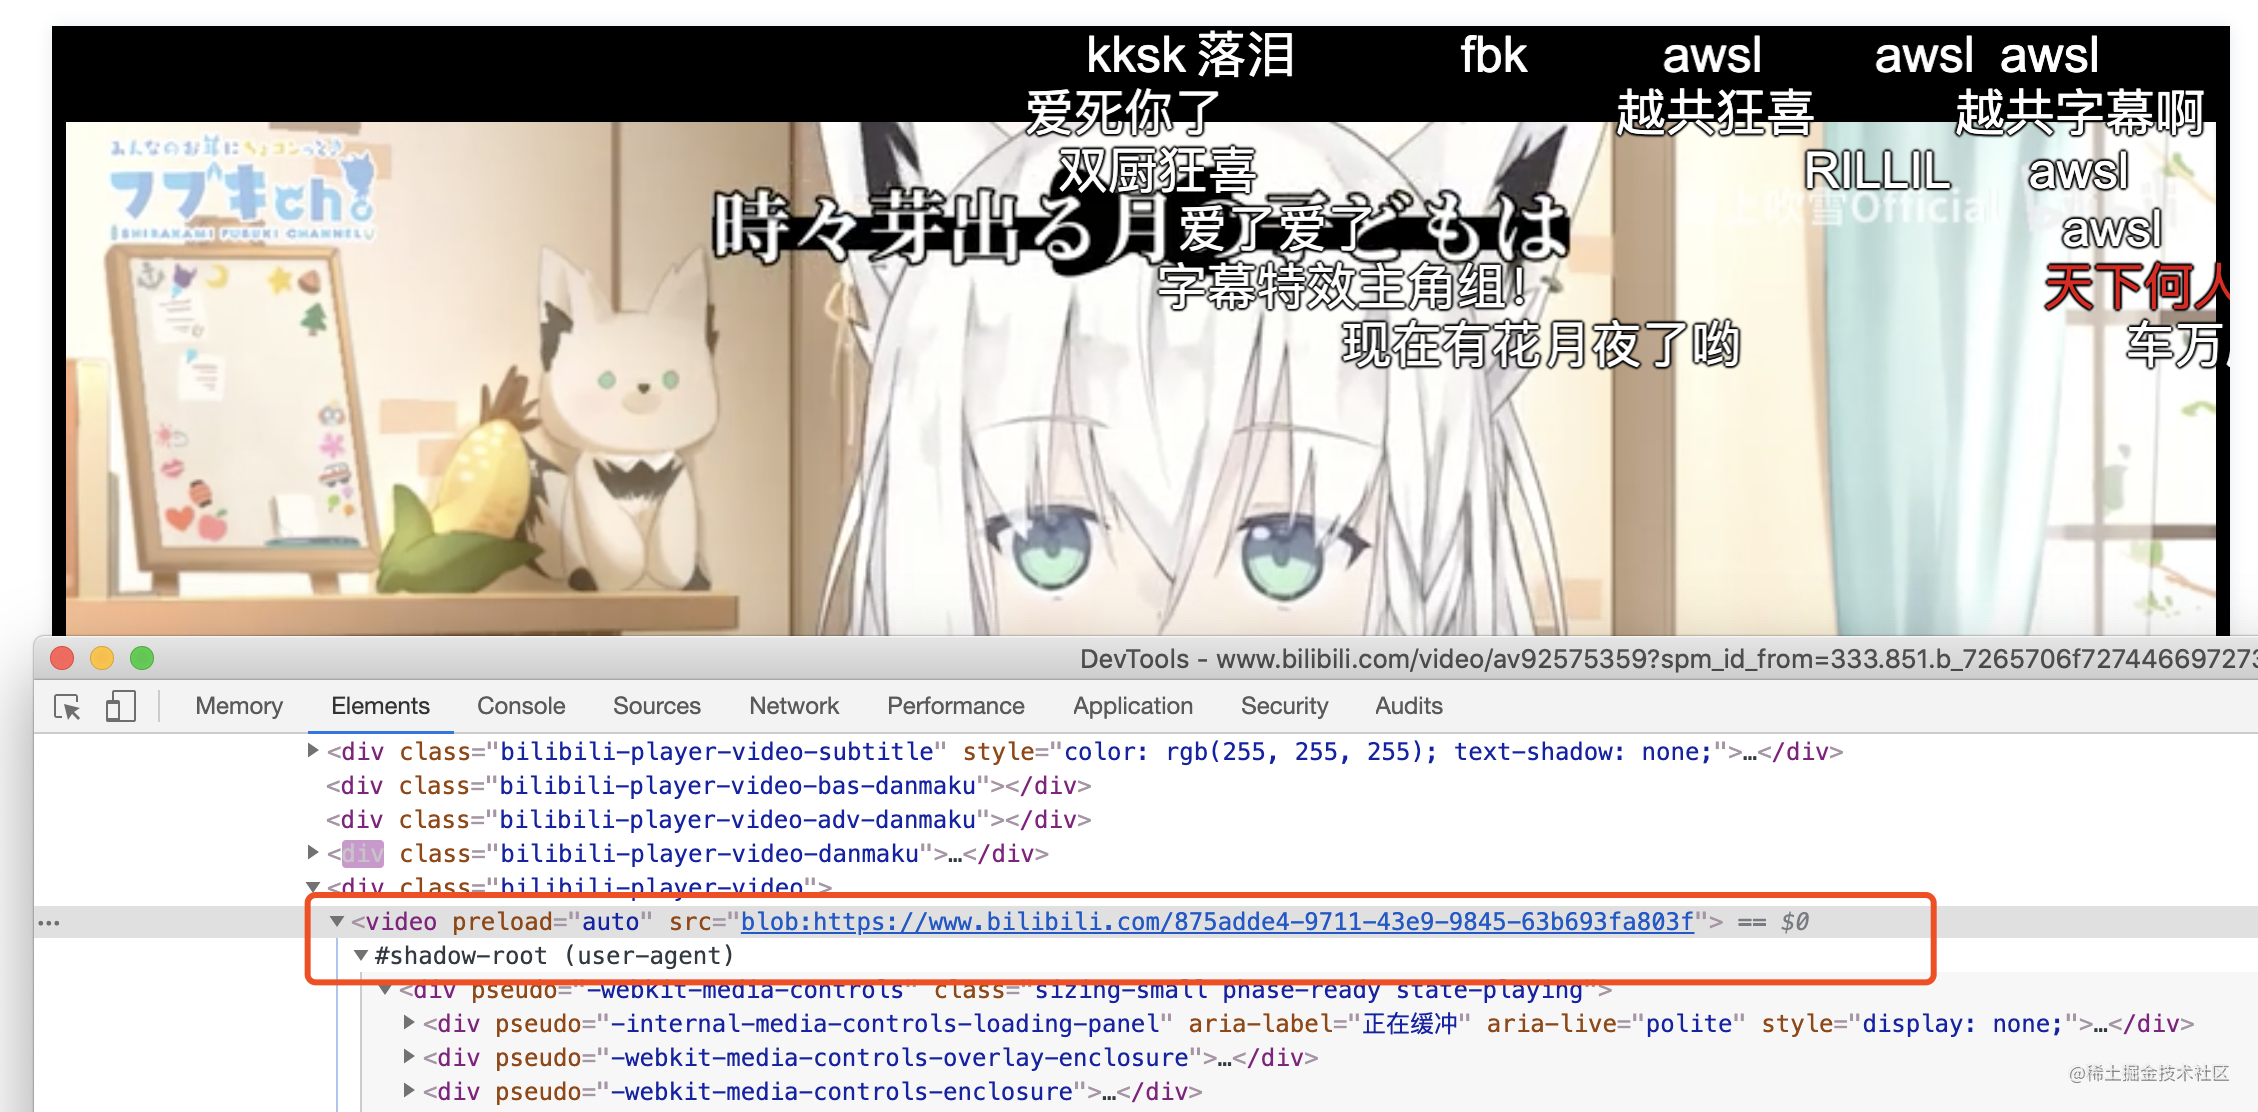 kksk 落泪 fbk awsl awsl awsl
爱死你了 越共狂喜 越共字幕啊
双厨狂喜 RILLIL awsl
みんなのお耳にちょコンっと♪
フブキch!
SHIRAKAMI FUBUKI CHANNEL
時々芽出る月 どもは
爱了爱了 awsl
上吹雪Official
字幕特效主角组! 天下何人
现在有花月夜了哟 车万
DevTools - www.bilibili.com/video/av92575359?spm_id_from=333.851.b_7265706f727446697273
Memory Elements Console Sources Network Performance Application Security Audits
<div class="bilibili-player-video-subtitle" style="color: rgb(255, 255, 255); text-shadow: none;">…</div>
<div class="bilibili-player-video-bas-danmaku"></div>
<div class="bilibili-player-video-adv-danmaku"></div>
<div class="bilibili-player-video-danmaku">…</div>
<div class="bilibili-player-video">
<video preload="auto" src="blob:https://www.bilibili.com/875adde4-9711-43e9-9845-63b693fa803f"> == $0
#shadow-root (user-agent)
<div pseudo="-webkit-media-controls" class="sizing-small phase-ready state-playing">
<div pseudo="-internal-media-controls-loading-panel" aria-label="正在缓冲" aria-live="polite" style="display: none;">…</div>
<div pseudo="-webkit-media-controls-overlay-enclosure">…</div>
<div pseudo="-webkit-media-controls-enclosure">…</div>
@稀土掘金技术社区